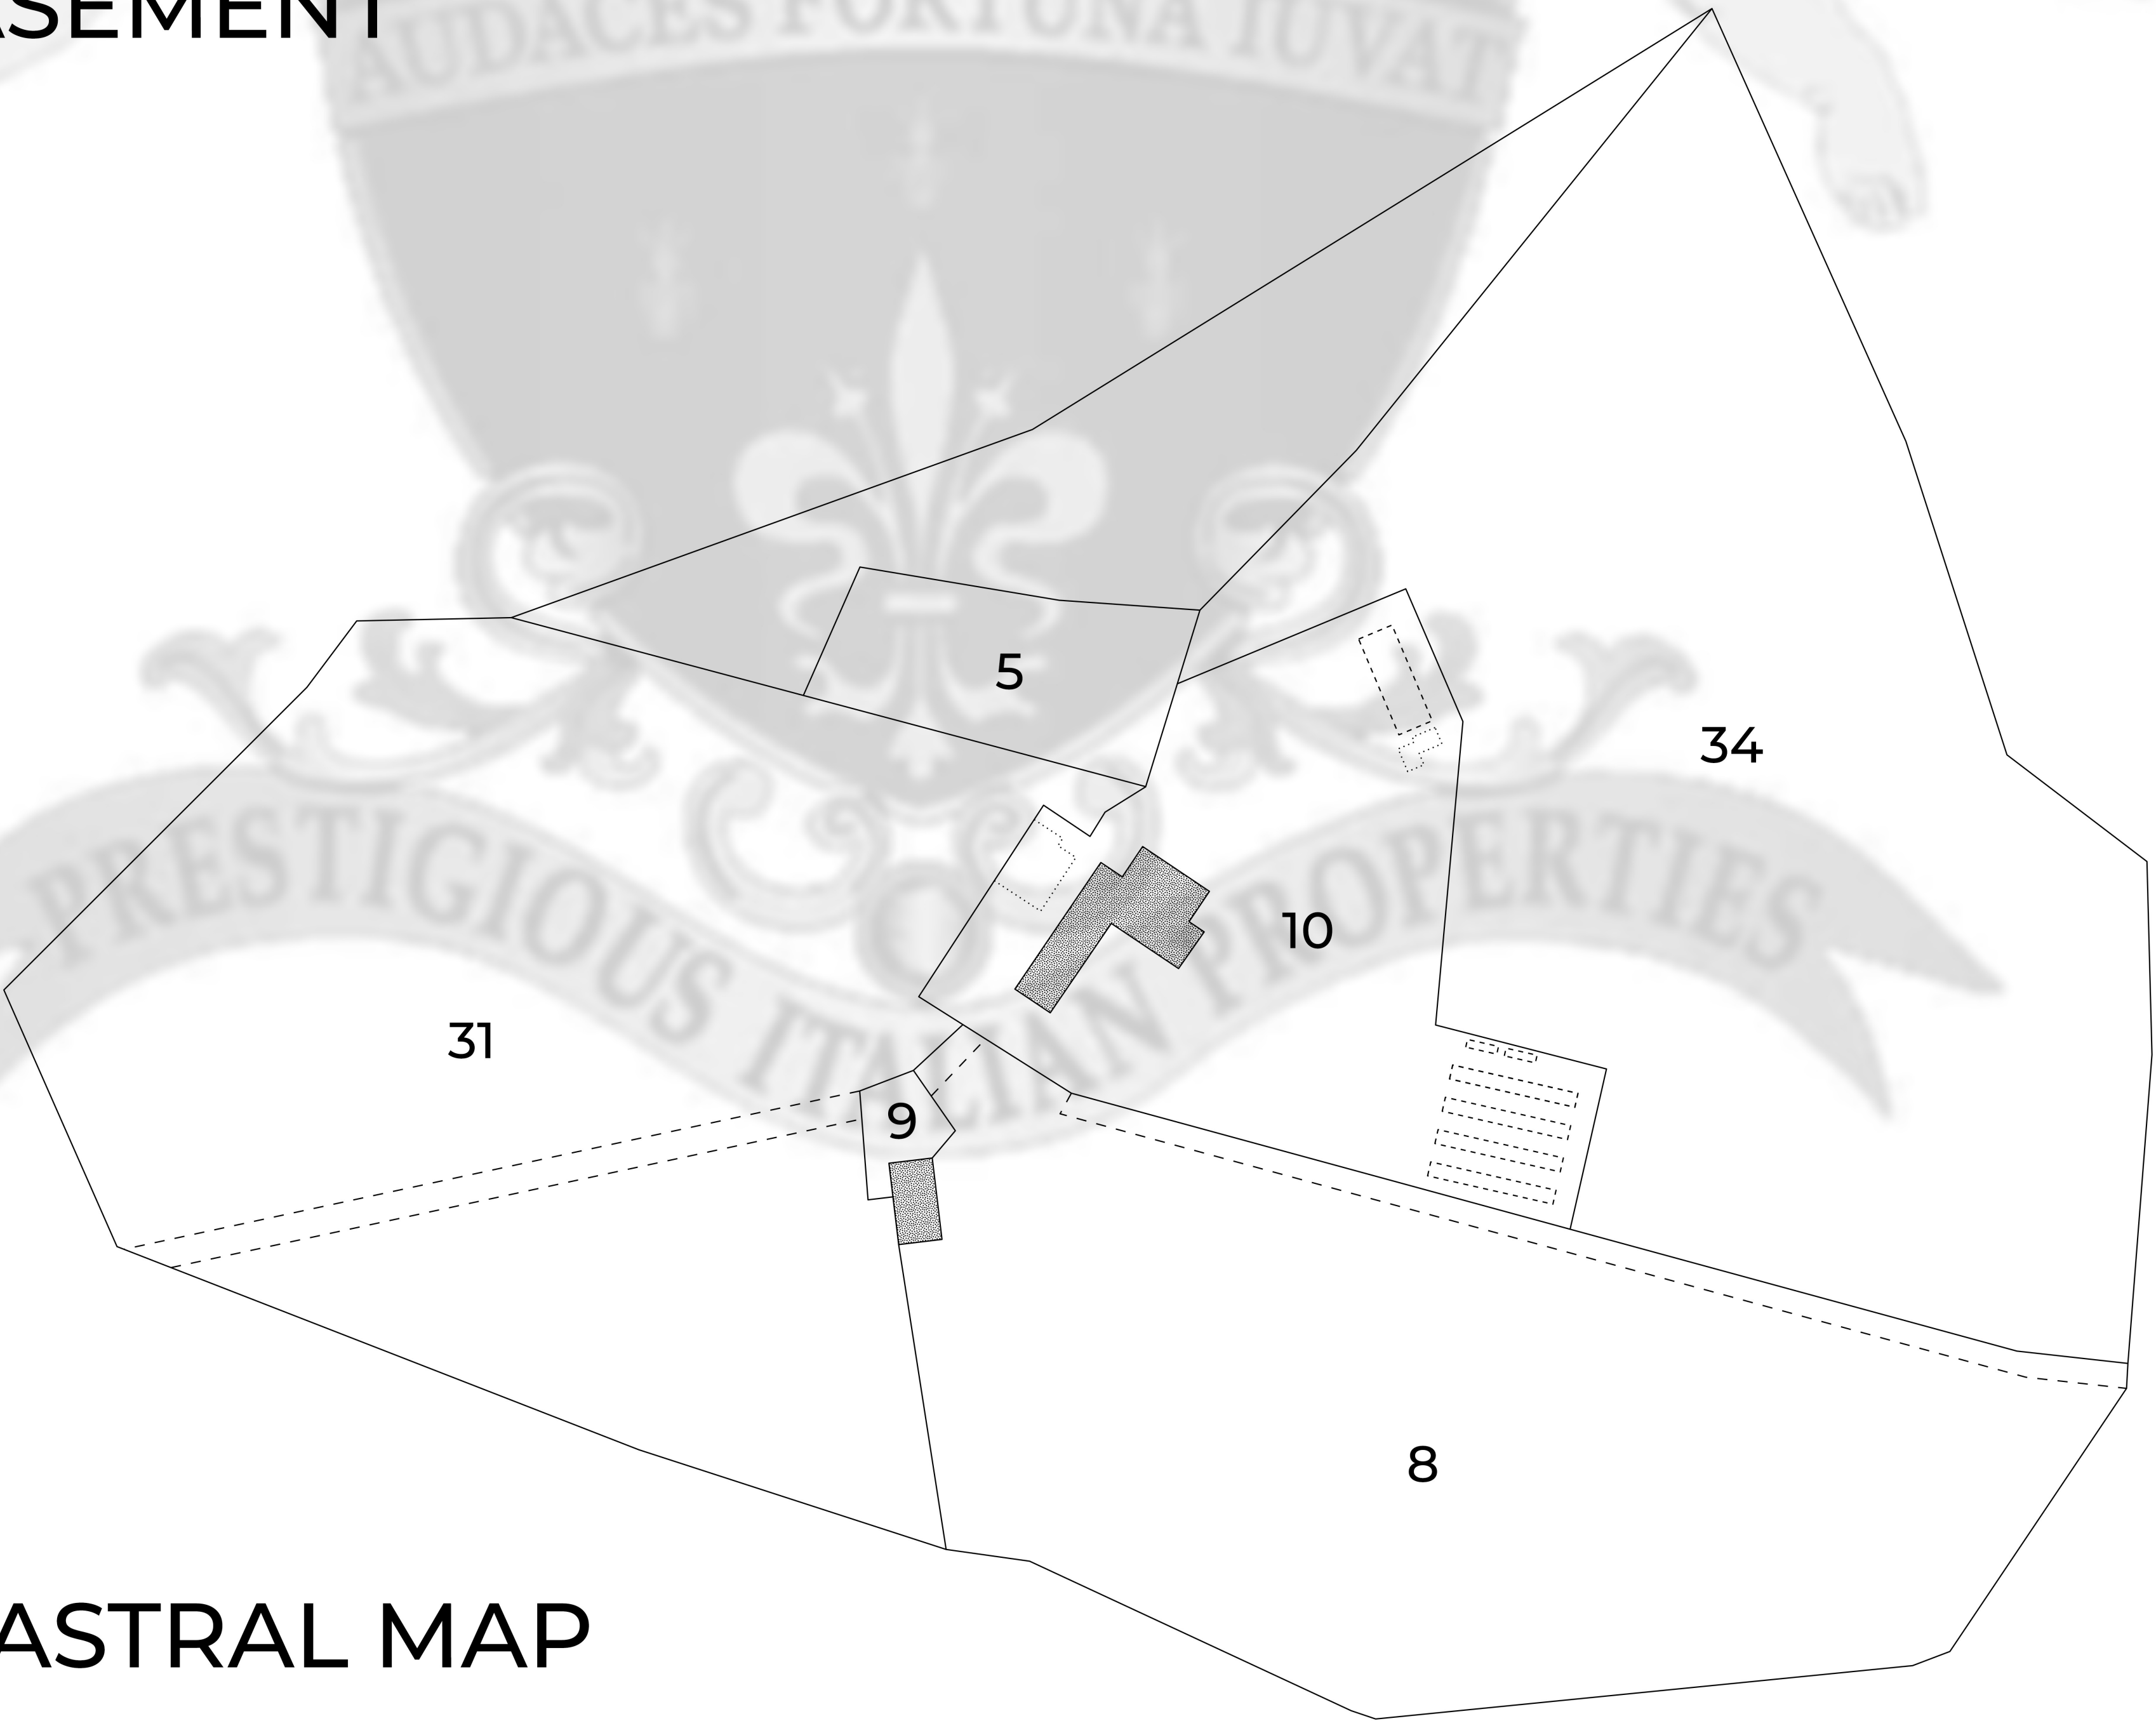 ASEMENT
AUDACES FORTUNA IUVAT
5
34
10
31
9
PRESTIGIOUS ITALIAN PROPERTIES
8
ASTRAL MAP